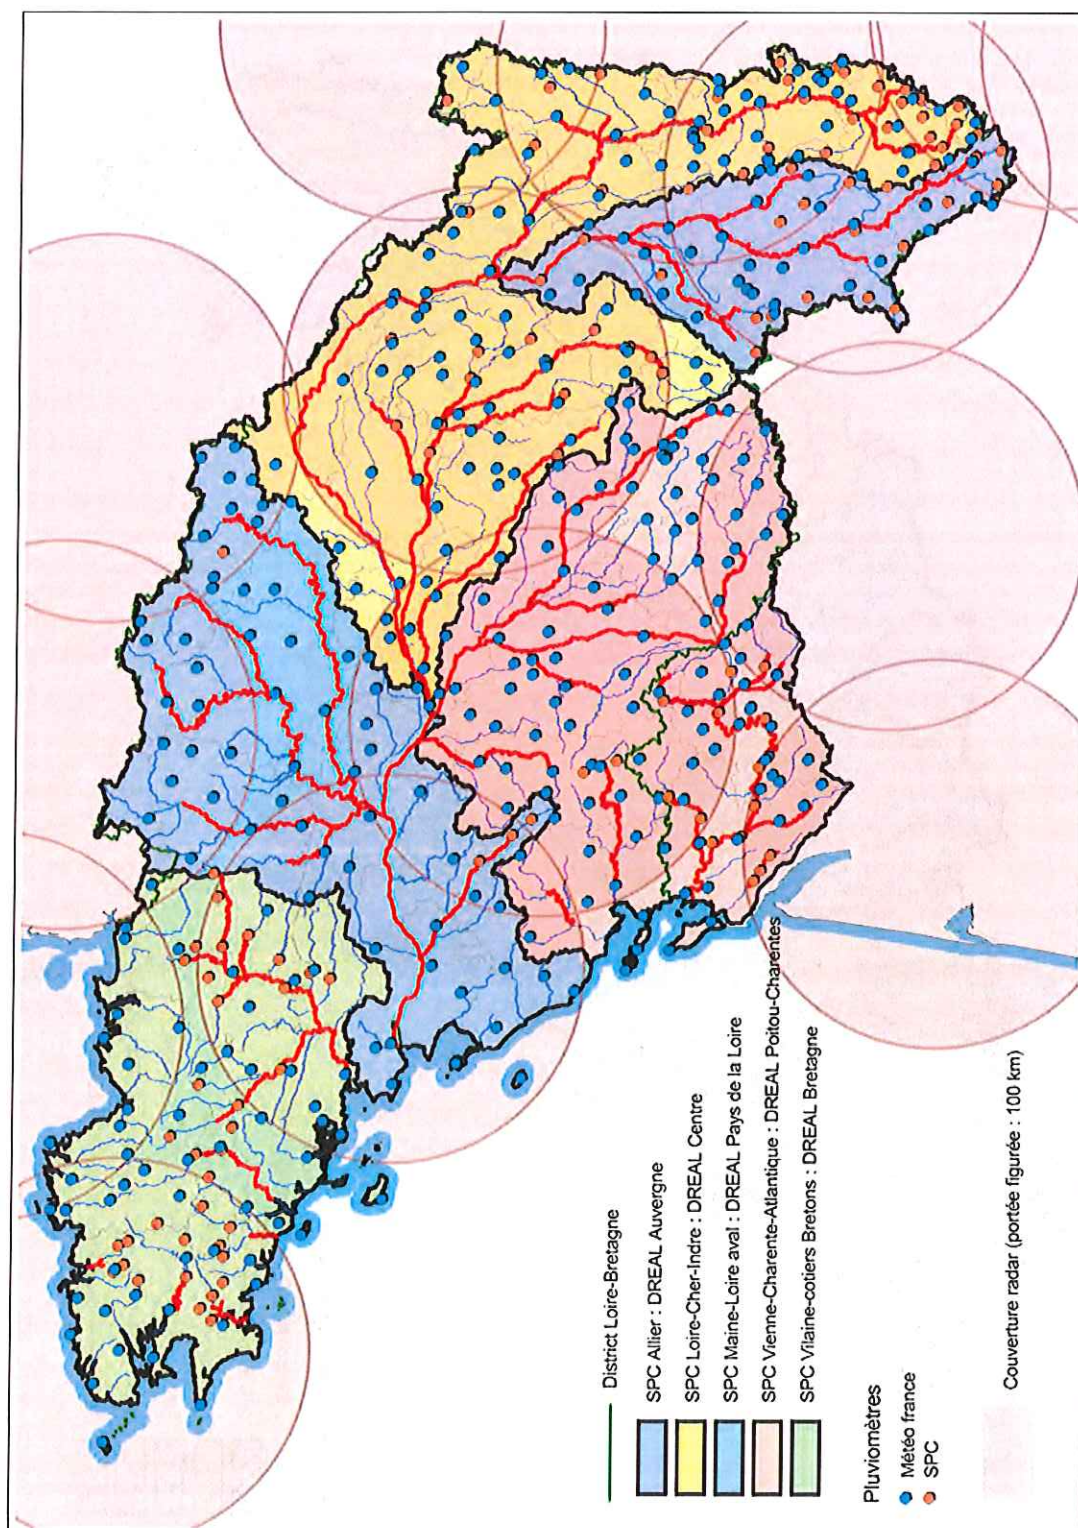 District Loire-Bretagne
SPC Allier : DREAL Auvergne
SPC Loire-Cher-Indre : DREAL Centre
SPC Maine-Loire aval : DREAL Pays de la Loire
SPC Vienne-Charente-Atlantique : DREAL Poitou-Charentes
SPC Vilaine-cotiers Bretons : DREAL Bretagne
Pluviomètres
Météo france
SPC
Couverture radar (portée figurée : 100 km)